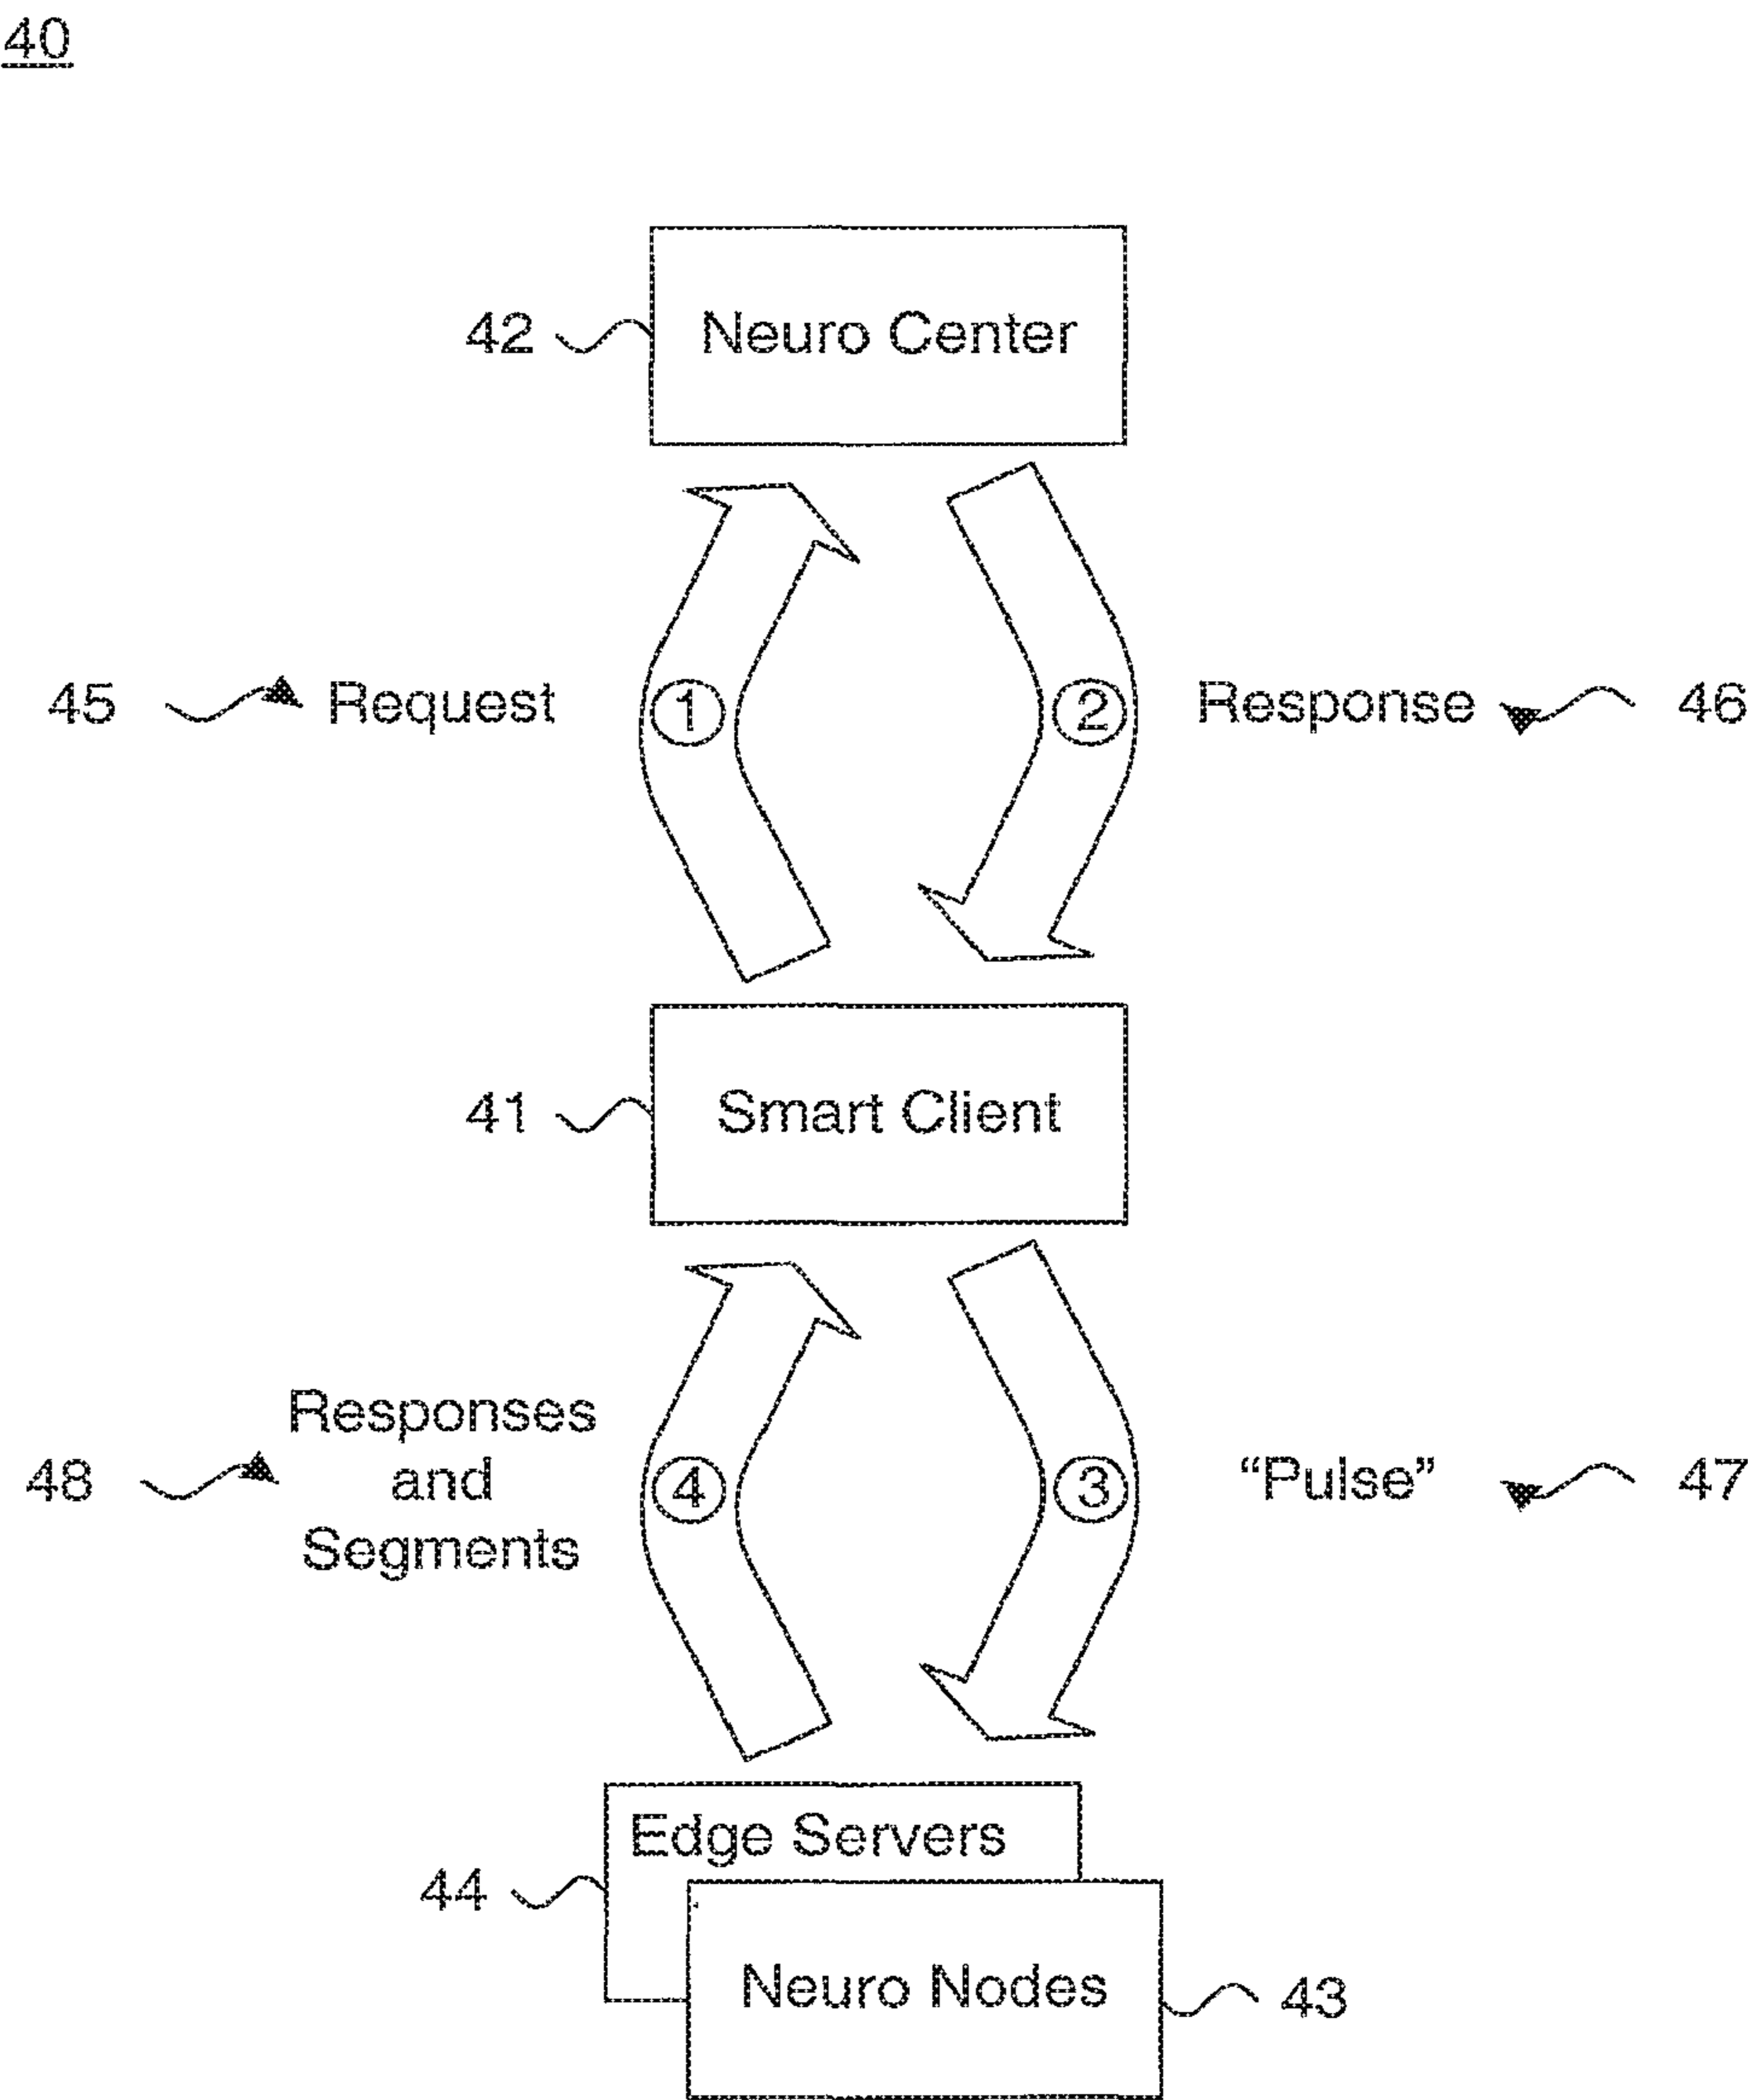 40
42
Neuro Center
45
Request
1
2
Response
46
41
Smart Client
48
Responses
and
Segments
4
3
“Pulse”
47
Edge Servers
44
Neuro Nodes
43